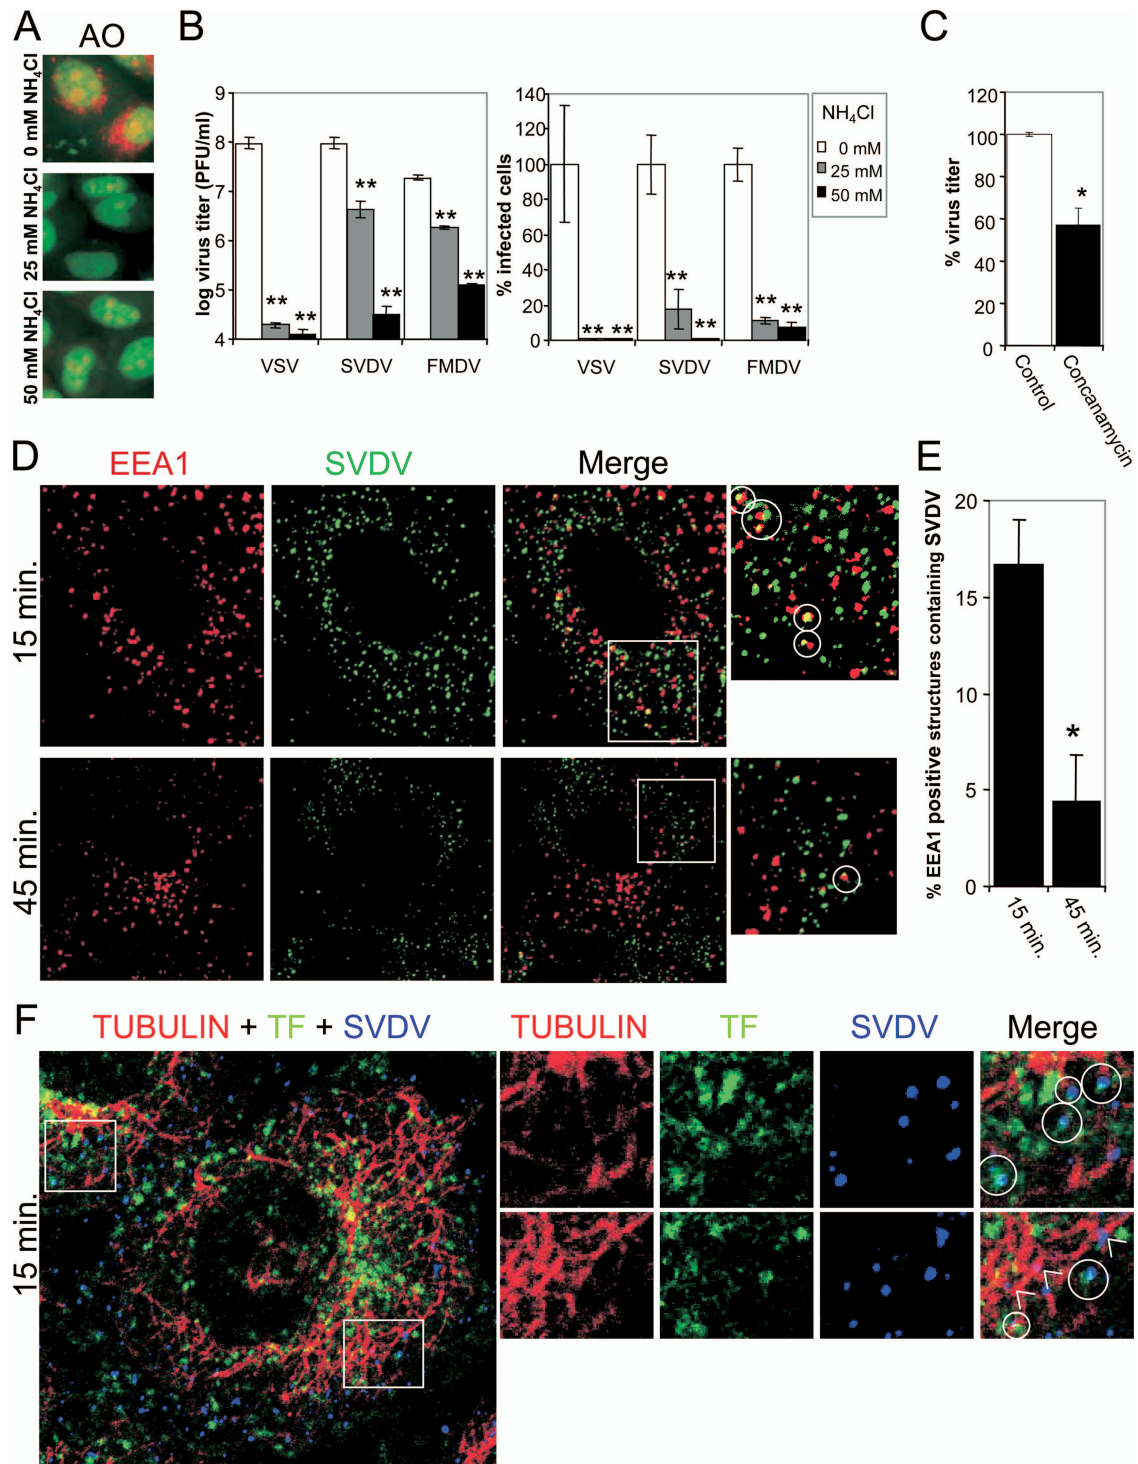 A
AO
0 mM NH4Cl
25 mM NH4Cl
50 mM NH4Cl
B
log virus titer (PFU/ml)
9
8
7
6
5
4
**
**
**
**
**
**
VSV
SVDV
FMDV
% infected cells
140
120
100
80
60
40
20
0
** **
**
**
**
**
VSV
SVDV
FMDV
NH4Cl
0 mM
25 mM
50 mM
C
% virus titer
120
100
80
60
40
20
0
*
Control
Concanamycin
D
EEA1
SVDV
Merge
15 min.
45 min.
E
% EEA1 positive structures containing SVDV
20
15
10
5
0
*
15 min.
45 min.
F
TUBULIN + TF + SVDV
TUBULIN
TF
SVDV
Merge
15 min.